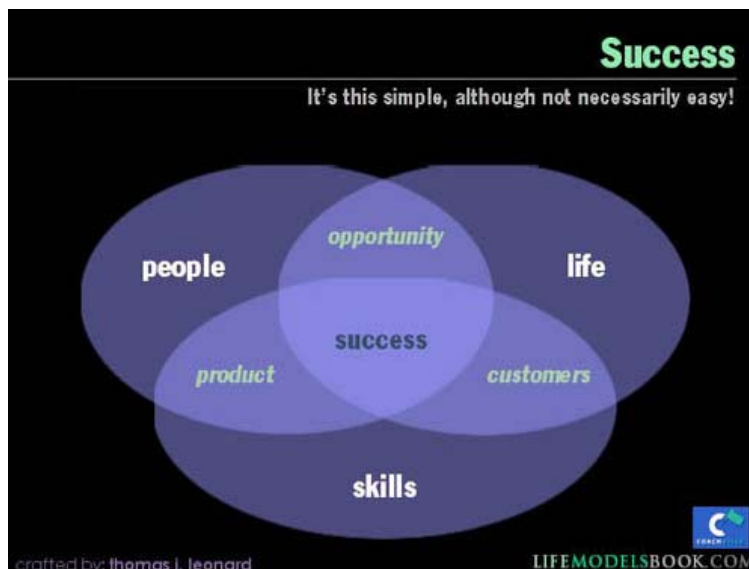 Success
It's this simple, although not necessarily easy!
opportunity
people
life
success
product
customers
skills
crafted by: thomas j. leonard
LIFEMODELSBOOK.COM